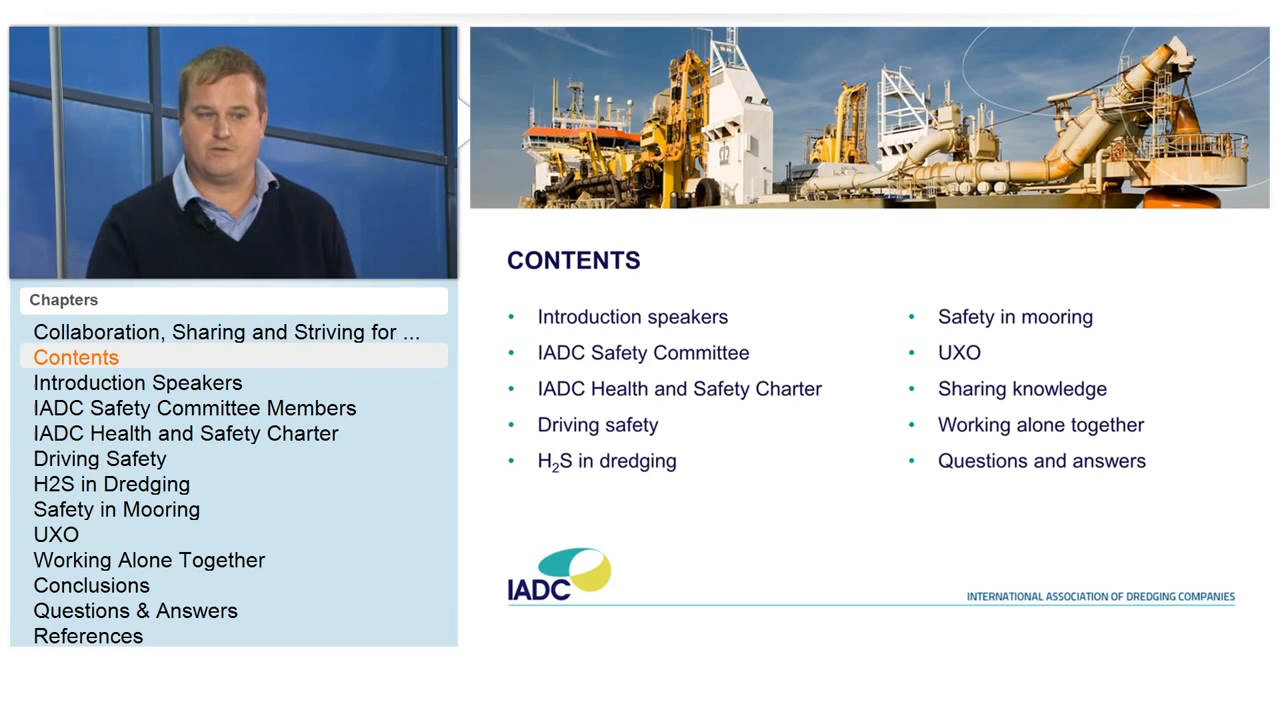 Chapters
Collaboration, Sharing and Striving for ...
Contents
Introduction Speakers
IADC Safety Committee Members
IADC Health and Safety Charter
Driving Safety
H2S in Dredging
Safety in Mooring
UXO
Working Alone Together
Conclusions
Questions & Answers
References
CONTENTS
• Introduction speakers
• IADC Safety Committee
• IADC Health and Safety Charter
• Driving safety
• H₂S in dredging
• Safety in mooring
• UXO
• Sharing knowledge
• Working alone together
• Questions and answers
IADC
INTERNATIONAL ASSOCIATION OF DREDGING COMPANIES